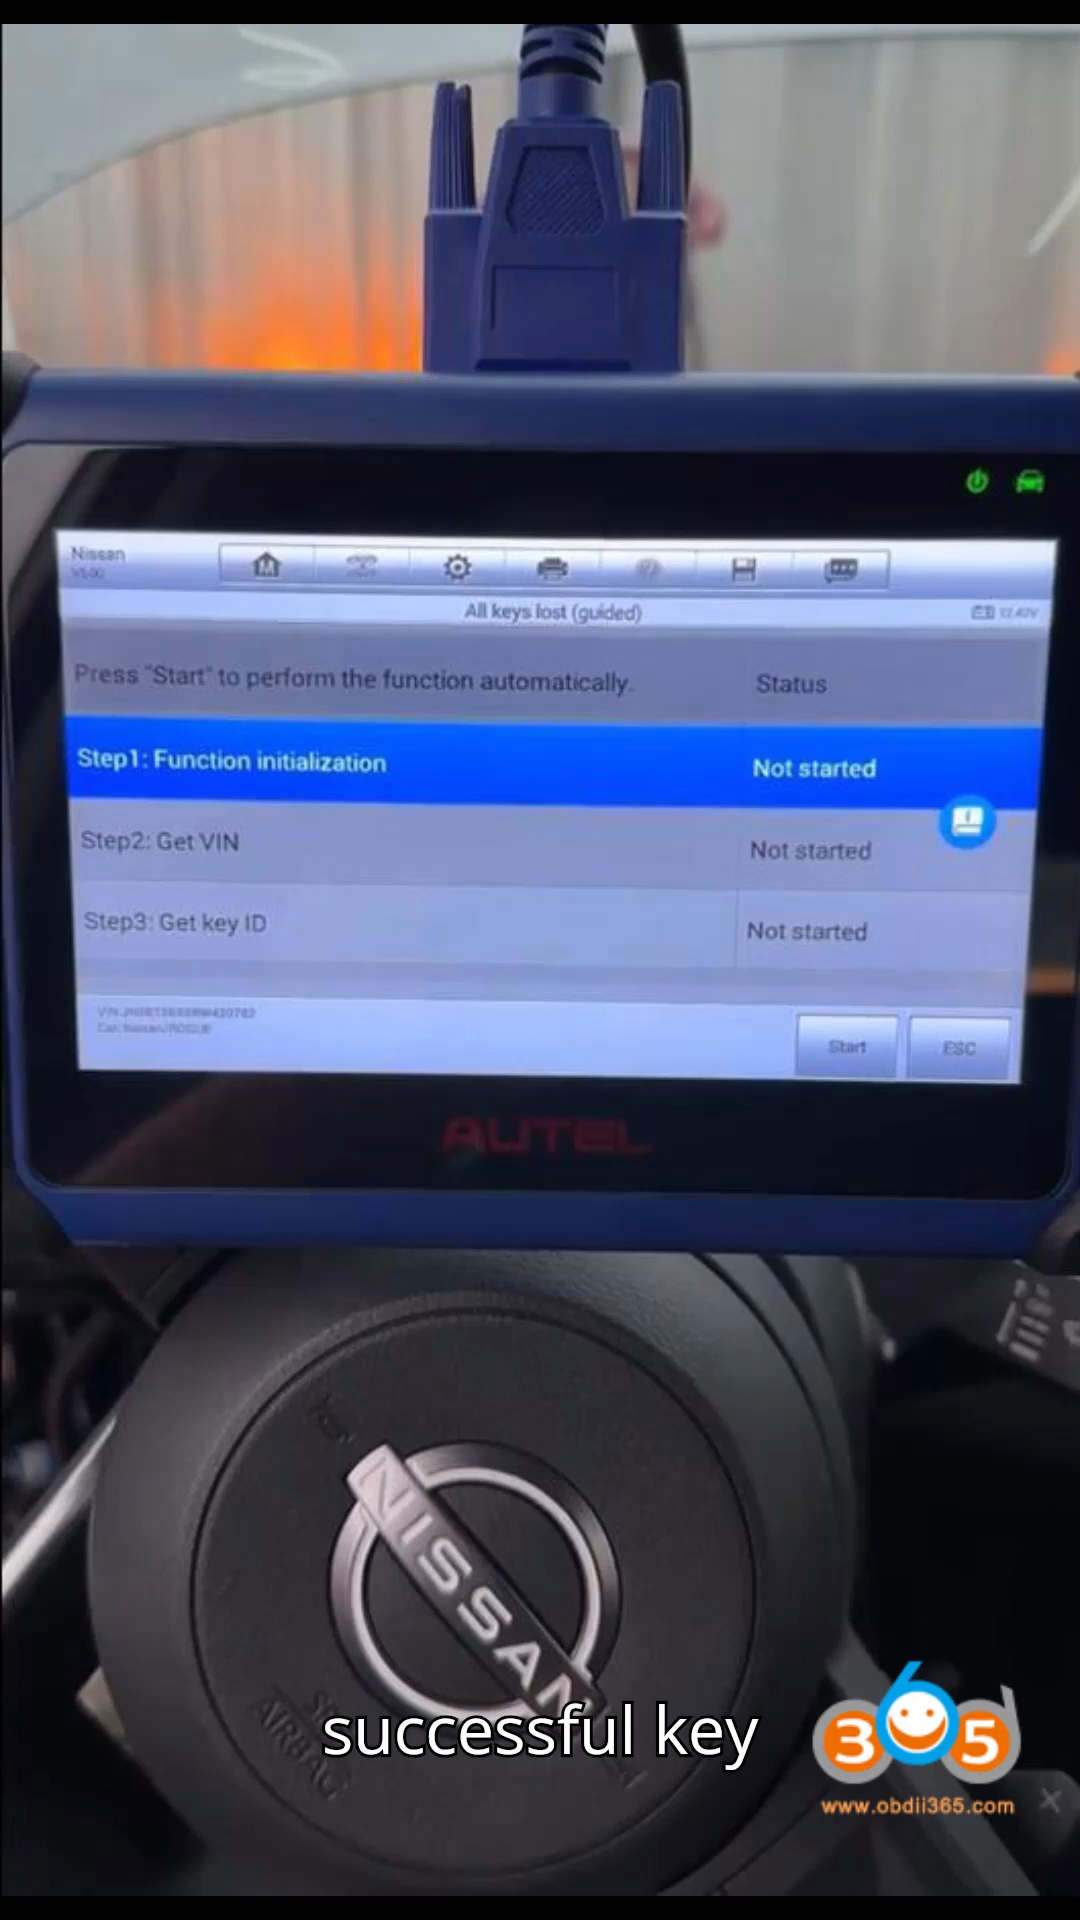 Nissan
All keys lost (guided)
Press "Start" to perform the function automatically.
Status
Step1: Function initialization
Not started
Step2: Get VIN
Not started
Step3: Get key ID
Not started
Start
ESC
AUTEL
NISSAN
SRS
AIRBAG
successful key
365
www.obdii365.com